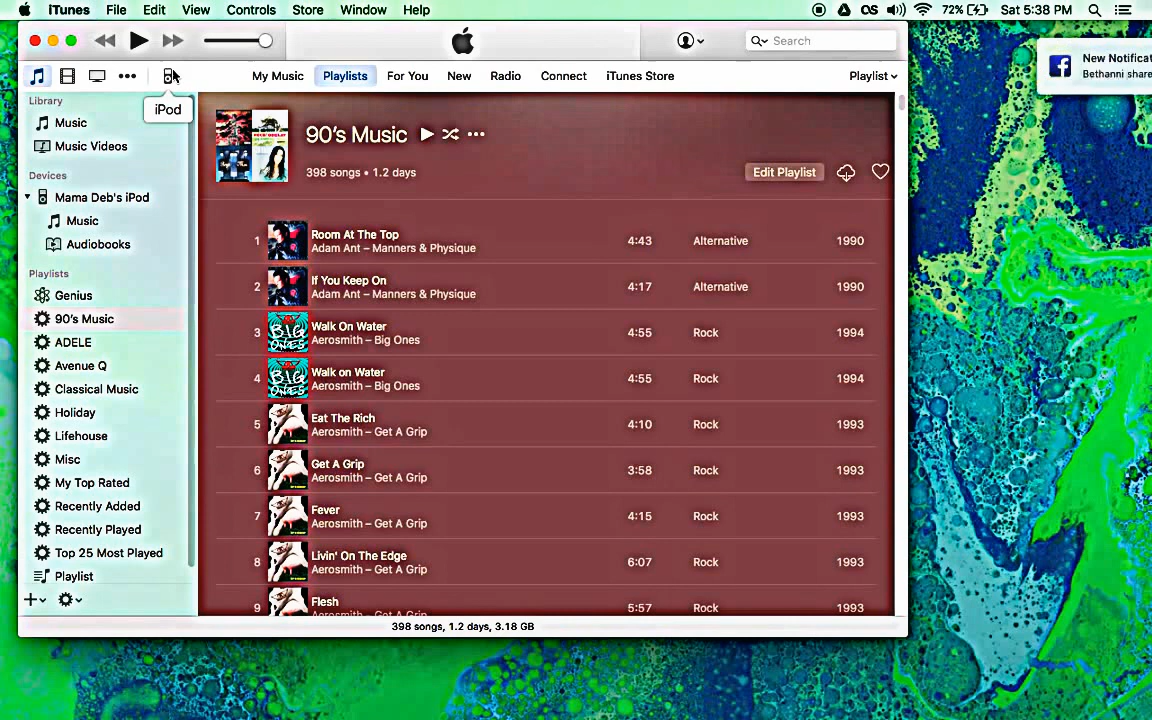 iTunes File Edit View Controls Store Window Help
OS 72% Sat 5:38 PM
Search
New Notificat
Bethanni share
My Music Playlists For You New Radio Connect iTunes Store Playlist
iPod
Library
Music
Music Videos
Devices
Mama Deb's iPod
Music
Audiobooks
Playlists
Genius
90's Music
ADELE
Avenue Q
Classical Music
Holiday
Lifehouse
Misc
My Top Rated
Recently Added
Recently Played
Top 25 Most Played
Playlist
90's Music
398 songs • 1.2 days
Edit Playlist
1 Room At The Top 4:43 Alternative 1990
Adam Ant – Manners & Physique
2 If You Keep On 4:17 Alternative 1990
Adam Ant – Manners & Physique
BIG ONES
3 Walk On Water 4:55 Rock 1994
Aerosmith – Big Ones
BIG ONES
4 Walk on Water 4:55 Rock 1994
Aerosmith – Big Ones
5 Eat The Rich 4:10 Rock 1993
Aerosmith – Get A Grip
6 Get A Grip 3:58 Rock 1993
Aerosmith – Get A Grip
7 Fever 4:15 Rock 1993
Aerosmith – Get A Grip
8 Livin' On The Edge 6:07 Rock 1993
Aerosmith – Get A Grip
9 Flesh 5:57 Rock 1993
Aerosmith – Get A Grip
398 songs, 1.2 days, 3.18 GB